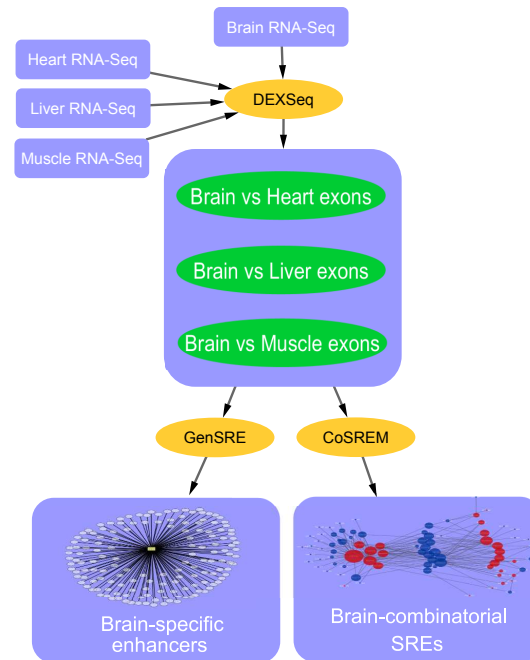 Brain RNA-Seq
Heart RNA-Seq
Liver RNA-Seq
Muscle RNA-Seq
DEXSeq
Brain vs Heart exons
Brain vs Liver exons
Brain vs Muscle exons
GenSRE
CoSREM
Brain-specific
enhancers
Brain-combinatorial
SREs